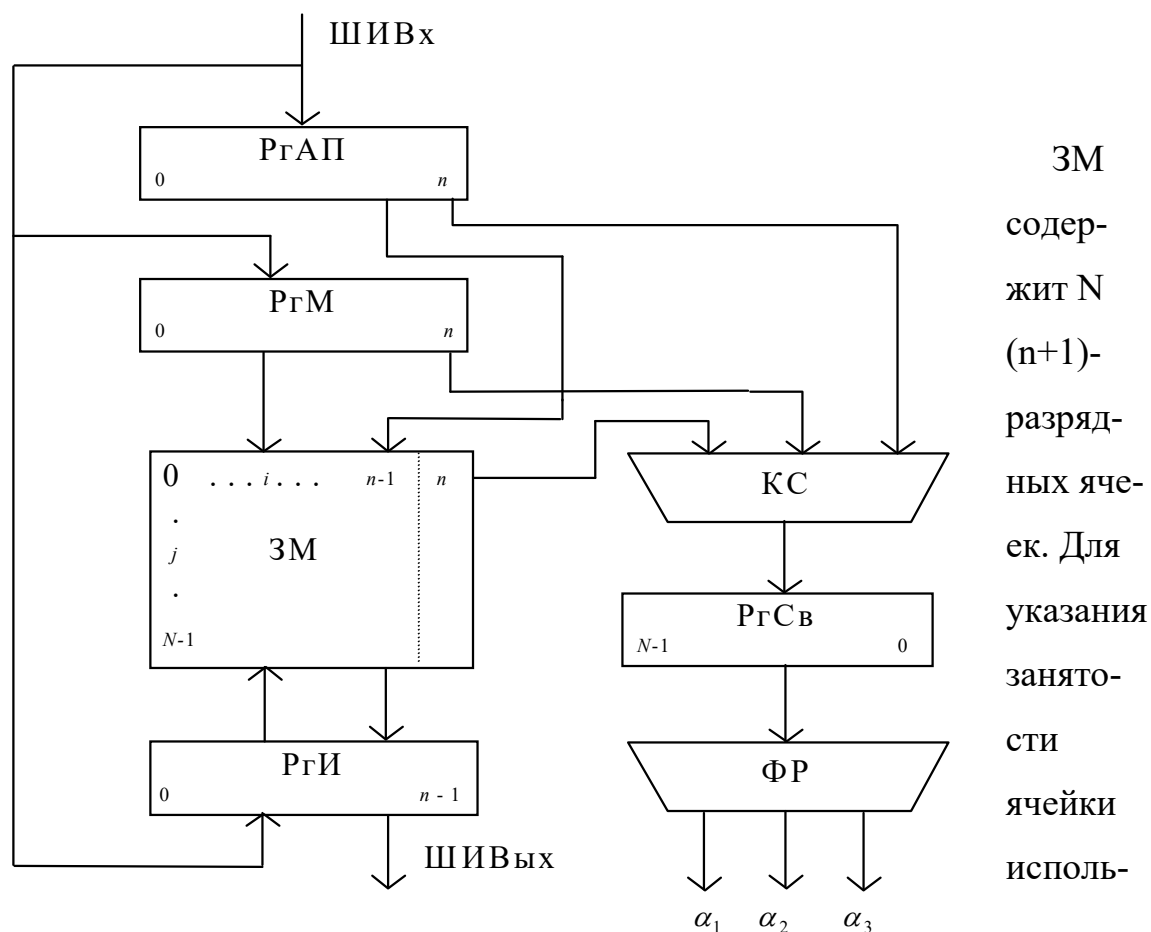 ШИВх
РгАП
0 n
РгМ
0 n
0 . . . i . . . n-1 n
.
j
.
N-1
ЗМ
КС
РгСв
N-1 0
РгИ
0 n - 1
ФР
ШИВых
α₁ α₂ α₃
ЗМ
содер-
жит N
(n+1)-
разряд-
ных яче-
ек. Для
указания
занято-
сти
ячейки
исполь-